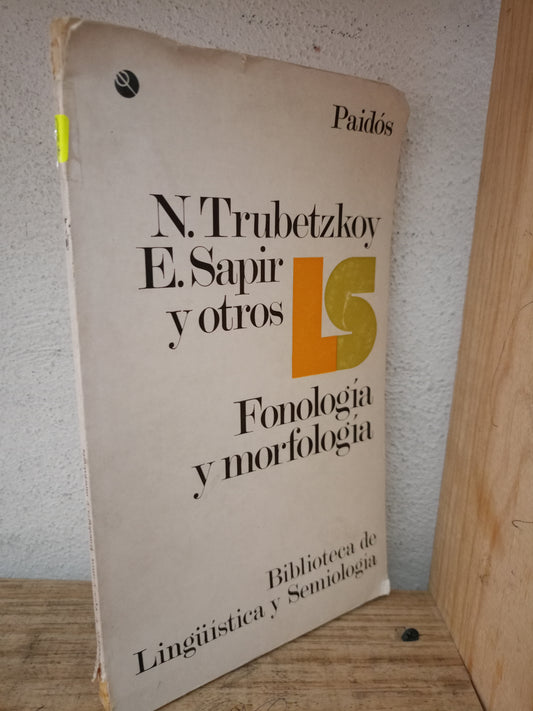 Paidós
N. Trubetzkoy
E. Sapir
y otros
LS
Fonología
y morfología
Biblioteca de
Lingüística y Semiología